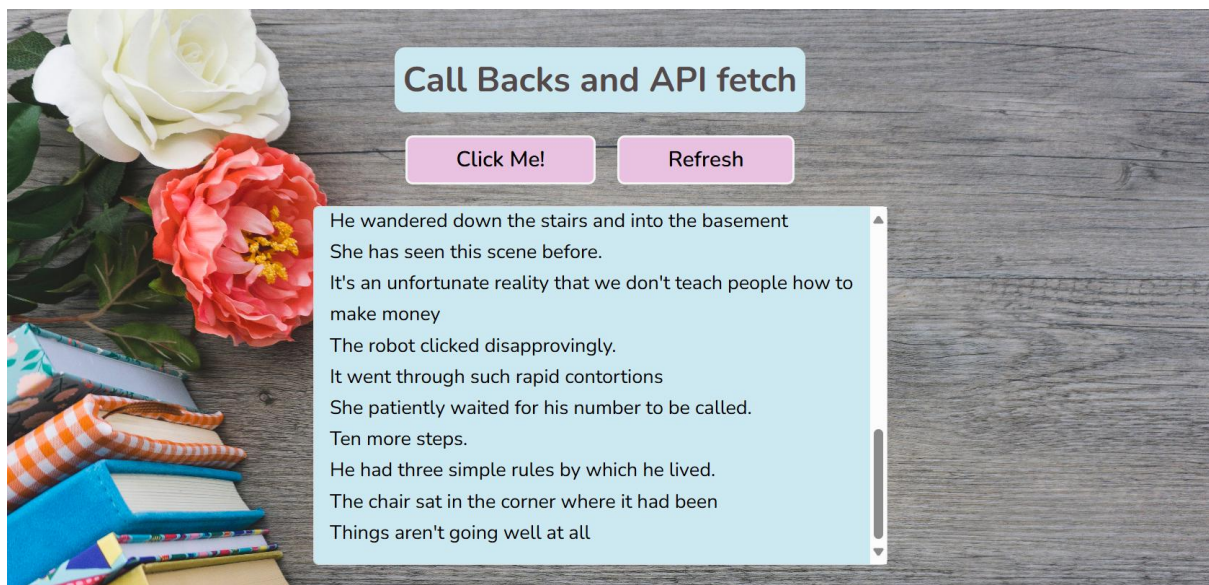 Call Backs and API fetch
Click Me!
Refresh
He wandered down the stairs and into the basement
She has seen this scene before.
It's an unfortunate reality that we don't teach people how to
make money
The robot clicked disapprovingly.
It went through such rapid contortions
She patiently waited for his number to be called.
Ten more steps.
He had three simple rules by which he lived.
The chair sat in the corner where it had been
Things aren't going well at all